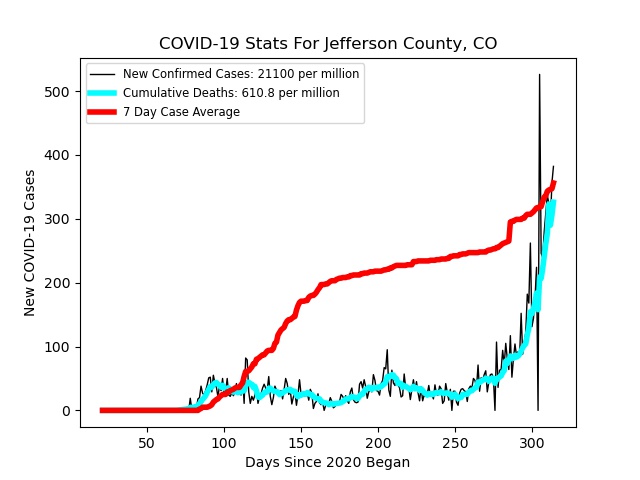 COVID-19 Stats For Jefferson County, CO
New Confirmed Cases: 21100 per million
Cumulative Deaths: 610.8 per million
7 Day Case Average
500
400
300
200
100
0
New COVID-19 Cases
50 100 150 200 250 300
Days Since 2020 Began